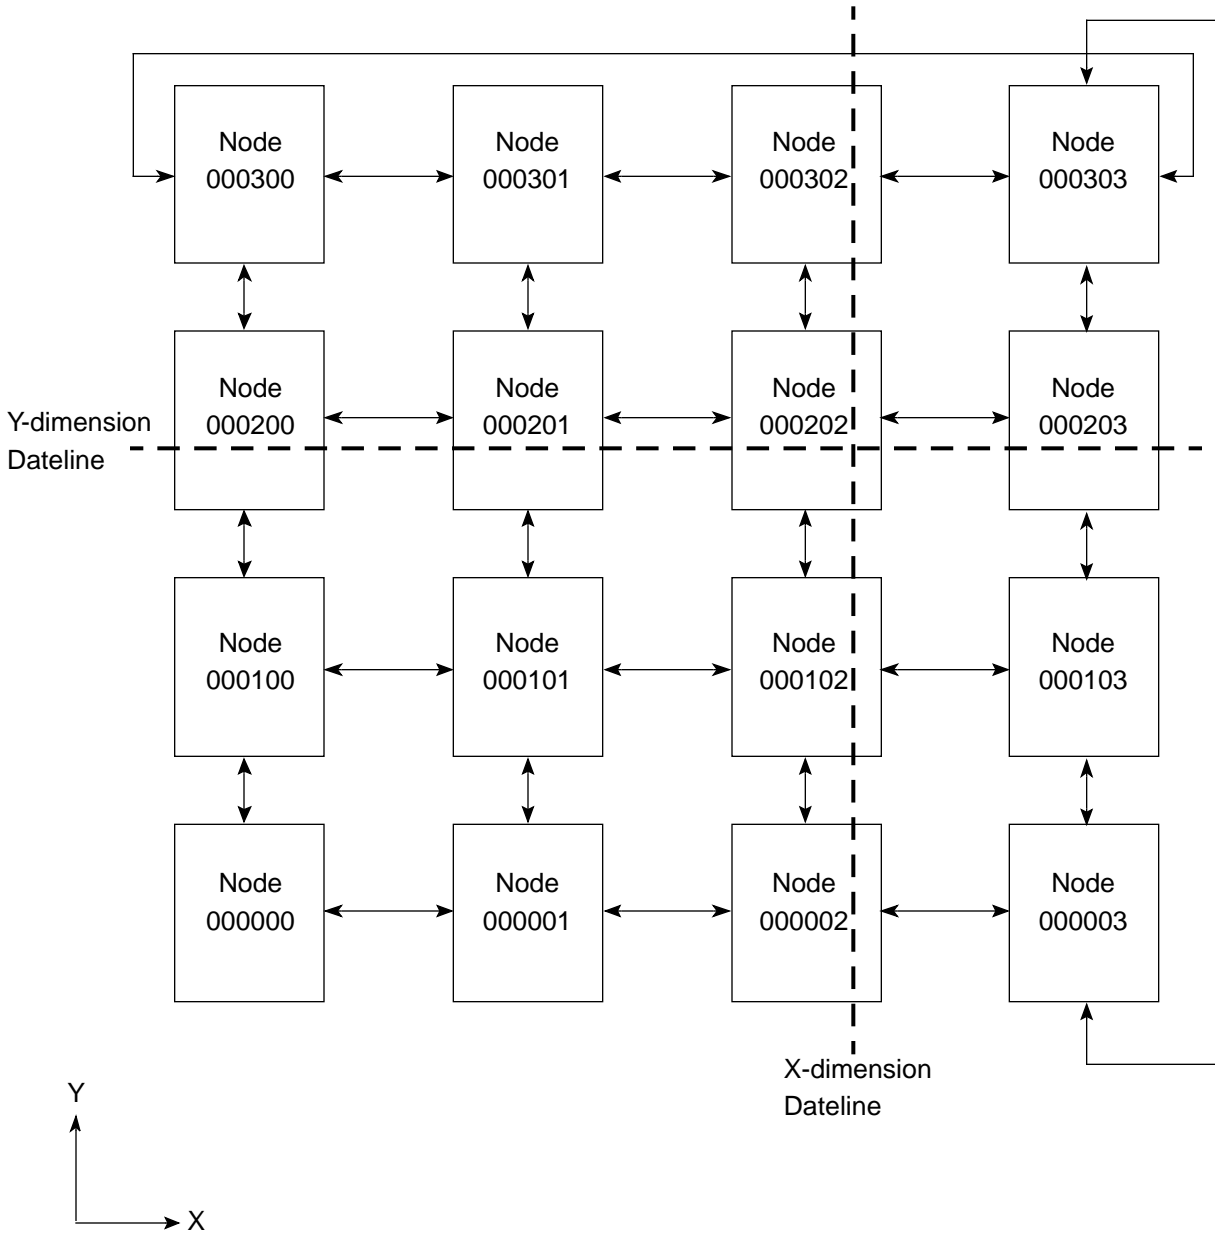 Node
000300
Node
000301
Node
000302
Node
000303
Y-dimension
Dateline
Node
000200
Node
000201
Node
000202
Node
000203
Node
000100
Node
000101
Node
000102
Node
000103
Node
000000
Node
000001
Node
000002
Node
000003
X-dimension
Dateline
Y
X